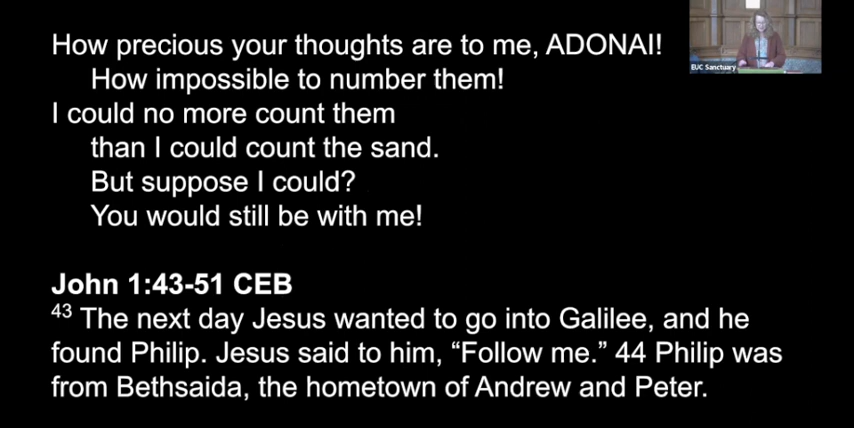 How precious your thoughts are to me, ADONAI!
How impossible to number them!
I could no more count them
than I could count the sand.
But suppose I could?
You would still be with me!
John 1:43-51 CEB
43 The next day Jesus wanted to go into Galilee, and he
found Philip. Jesus said to him, “Follow me.” 44 Philip was
from Bethsaida, the hometown of Andrew and Peter.
EUC Sanctuary